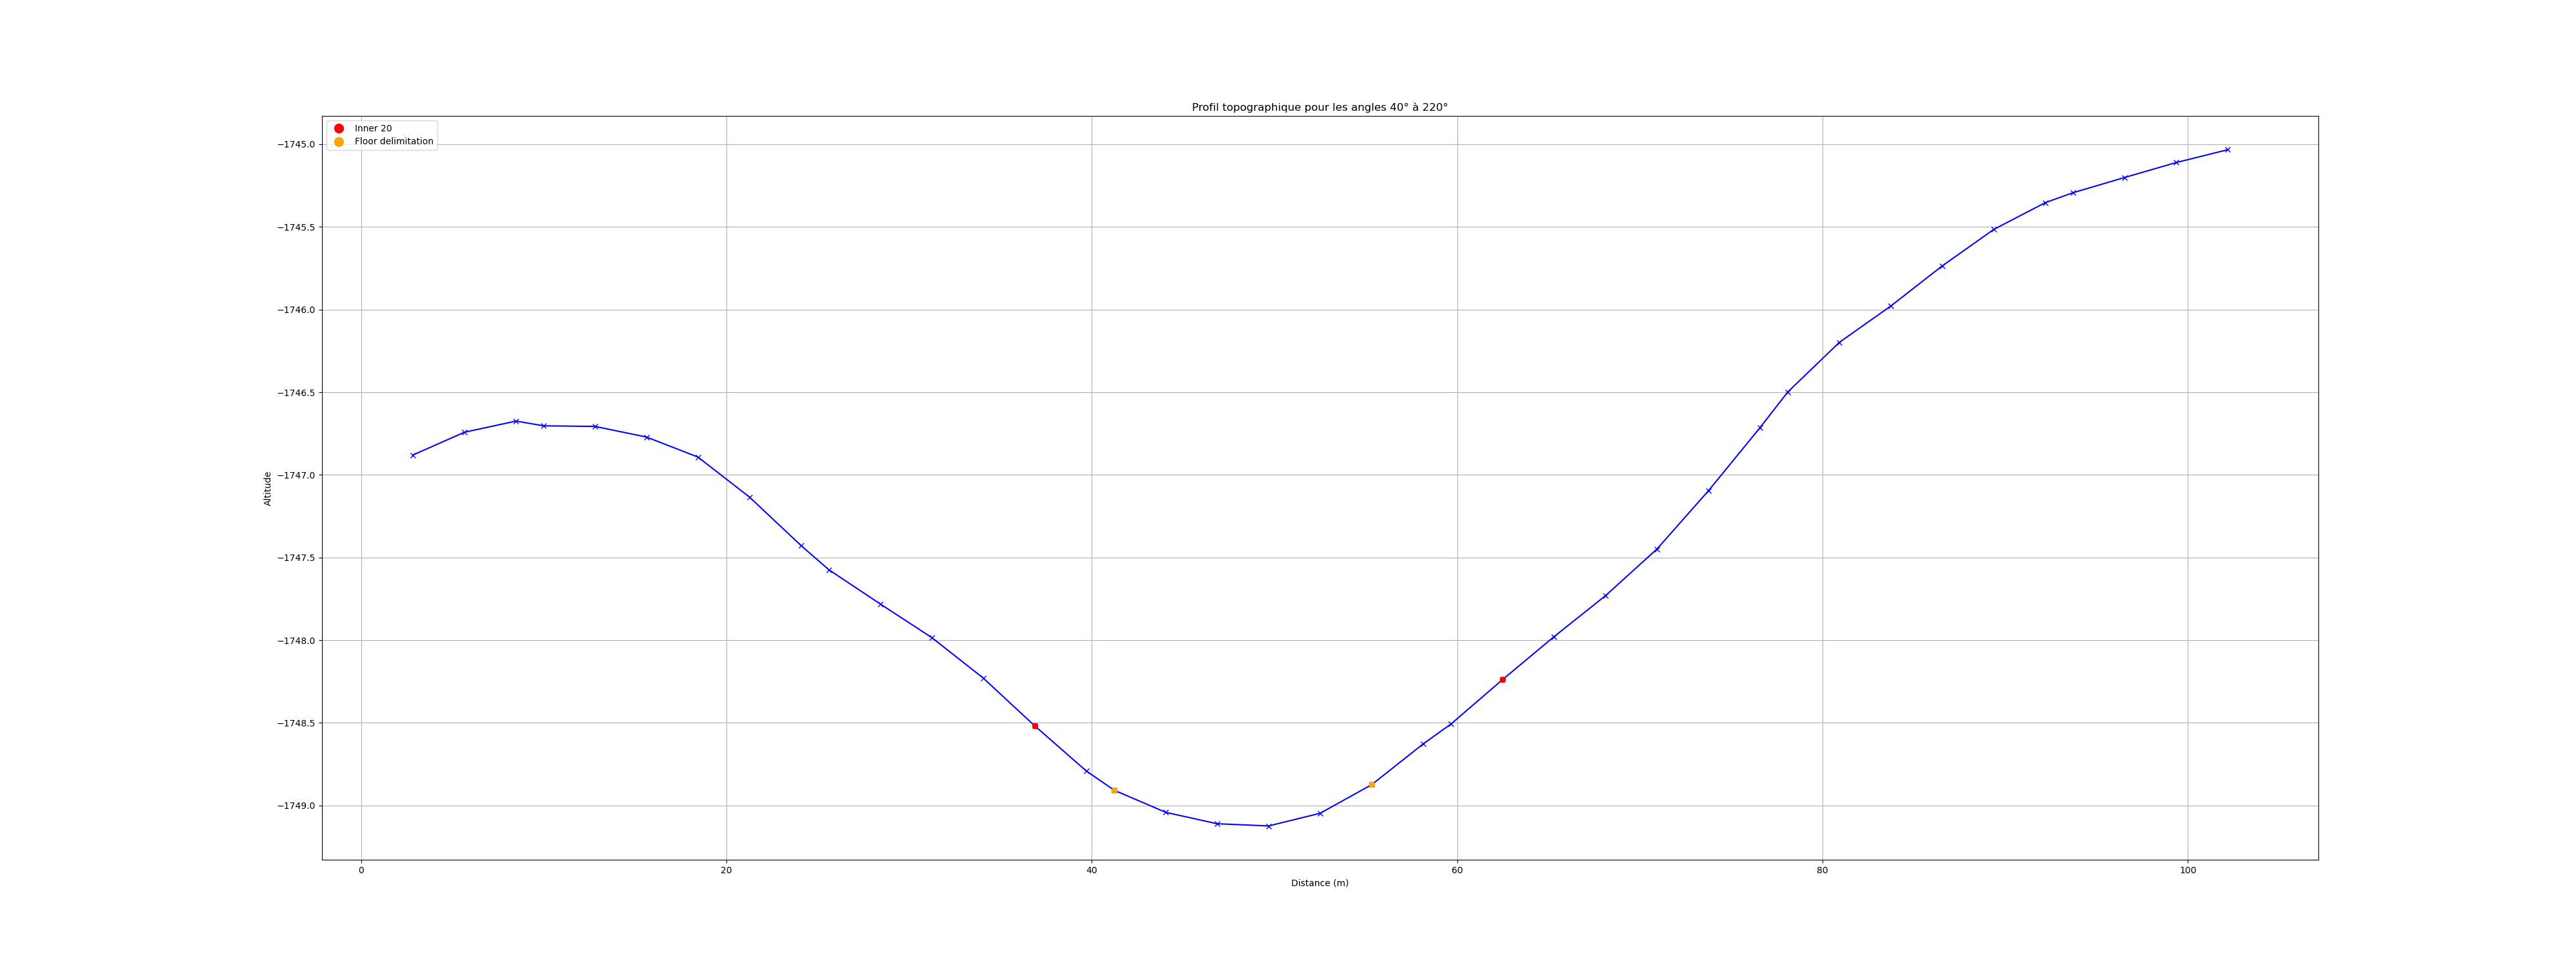 Profil topographique pour les angles 40° à 220°
Inner 20
Floor delimitation
−1745.0
−1745.5
−1746.0
−1746.5
−1747.0
−1747.5
−1748.0
−1748.5
−1749.0
Altitude
0 20 40 60 80 100
Distance (m)